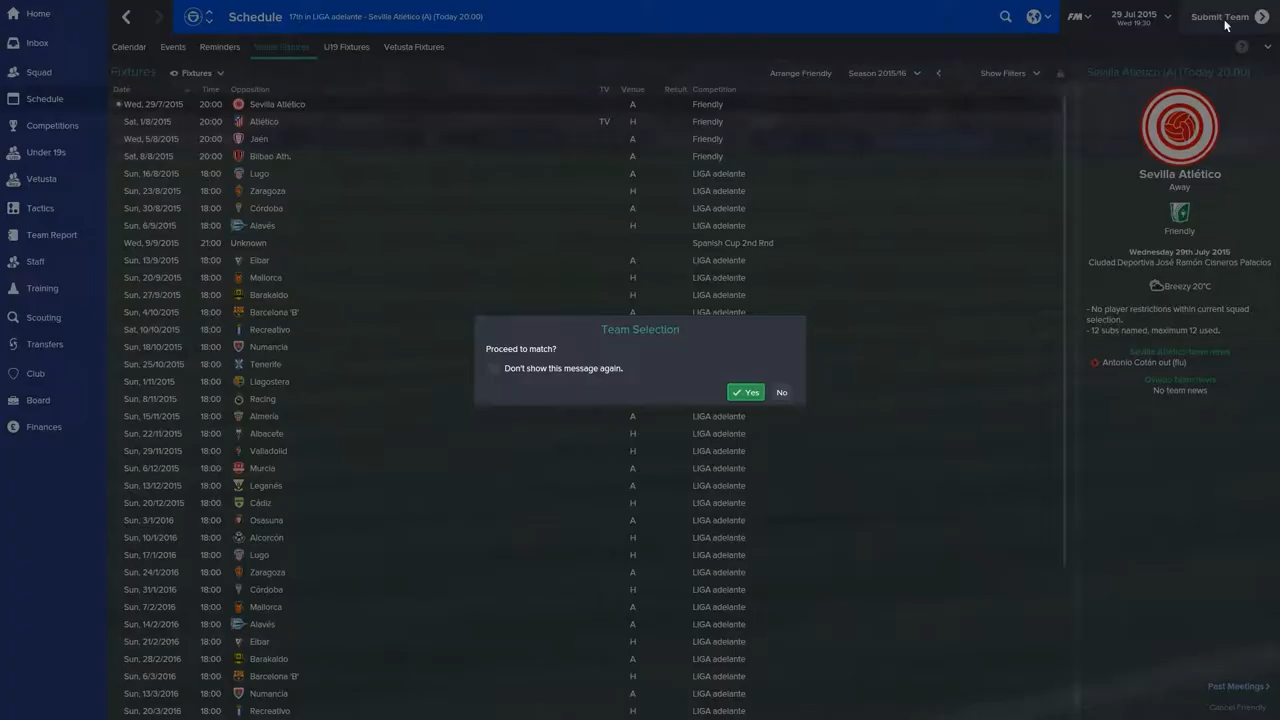 Home
Inbox
Squad
Schedule
Competitions
Under 19s
Vetusta
Tactics
Team Report
Staff
Training
Scouting
Transfers
Club
Board
Finances
Schedule 17th in LIGA adelante - Sevilla Atlético (A) (Today 20:00)
FM
29 Jul 2015
Wed 19:30
Submit Team
Calendar Events Reminders Senior Fixtures U19 Fixtures Vetusta Fixtures
Fixtures Fixtures Arrange Friendly Season 2015/16 Show Filters
Date Time Opposition TV Venue Result Competition
Wed, 29/7/2015 20:00 Sevilla Atlético A Friendly
Sat, 1/8/2015 20:00 Atlético TV H Friendly
Wed, 5/8/2015 20:00 Jaén A Friendly
Sat, 8/8/2015 20:00 Bilbao Ath. A Friendly
Sun, 16/8/2015 18:00 Lugo A LIGA adelante
Sun, 23/8/2015 18:00 Zaragoza H LIGA adelante
Sun, 30/8/2015 18:00 Córdoba A LIGA adelante
Sun, 6/9/2015 18:00 Alavés H LIGA adelante
Wed, 9/9/2015 21:00 Unknown Spanish Cup 2nd Rnd
Sun, 13/9/2015 18:00 Eibar A LIGA adelante
Sun, 20/9/2015 18:00 Mallorca H LIGA adelante
Sun, 27/9/2015 18:00 Barakaldo H LIGA adelante
Sun, 4/10/2015 18:00 Barcelona 'B' A LIGA adelante
Sat, 10/10/2015 18:00 Recreativo
Sun, 18/10/2015 18:00 Numancia
Sun, 25/10/2015 18:00 Tenerife
Sun, 1/11/2015 18:00 Llagostera
Sun, 8/11/2015 18:00 Racing
Sun, 15/11/2015 18:00 Almería A LIGA adelante
Sun, 22/11/2015 18:00 Albacete H LIGA adelante
Sun, 29/11/2015 18:00 Valladolid H LIGA adelante
Sun, 6/12/2015 18:00 Murcia A LIGA adelante
Sun, 13/12/2015 18:00 Leganés A LIGA adelante
Sun, 20/12/2015 18:00 Cádiz H LIGA adelante
Sun, 3/1/2016 18:00 Osasuna A LIGA adelante
Sun, 10/1/2016 18:00 Alcorcón H LIGA adelante
Sun, 17/1/2016 18:00 Lugo H LIGA adelante
Sun, 24/1/2016 18:00 Zaragoza A LIGA adelante
Sun, 31/1/2016 18:00 Córdoba H LIGA adelante
Sun, 7/2/2016 18:00 Mallorca A LIGA adelante
Sun, 14/2/2016 18:00 Alavés A LIGA adelante
Sun, 21/2/2016 18:00 Eibar H LIGA adelante
Sun, 28/2/2016 18:00 Barakaldo A LIGA adelante
Sun, 6/3/2016 18:00 Barcelona 'B' H LIGA adelante
Sun, 13/3/2016 18:00 Numancia A LIGA adelante
Sun, 20/3/2016 18:00 Recreativo H LIGA adelante
Team Selection
Proceed to match?
Don't show this message again.
Yes No
Sevilla Atlético (A) (Today 20:00)
Sevilla Atlético
Away
Friendly
Wednesday 29th July 2015
Ciudad Deportiva José Ramón Cisneros Palacios
Breezy 20°C
- No player restrictions within current squad
selection.
- 12 subs named, maximum 12 used.
Sevilla Atlético team news
Antonio Cotán out (flu)
Oviedo team news
No team news
Past Meetings >
Cancel Friendly